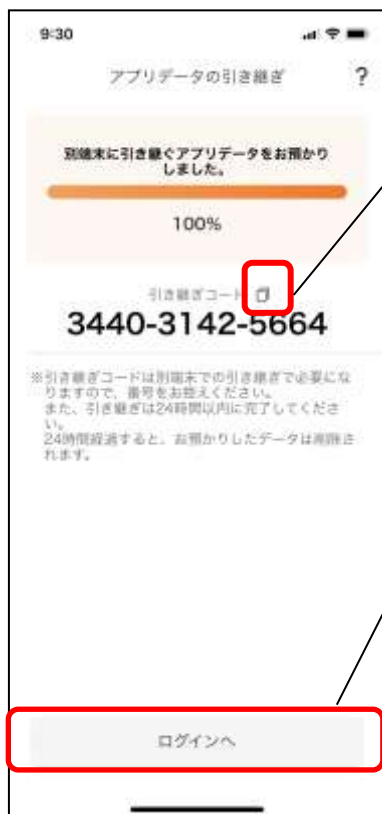 9:30
アプリデータの引き継ぎ ?
別端末に引き継ぐアプリデータをお預かり
しました。
100%
引き継ぎコード
3440-3142-5664
※引き継ぎコードは別端末での引き継ぎで必要にな
りますので、番号をお控えください。
また、引き継ぎは24時間以内に完了してくださ
い。
24時間経過すると、お預かりしたデータは削除さ
れます。
ログインへ